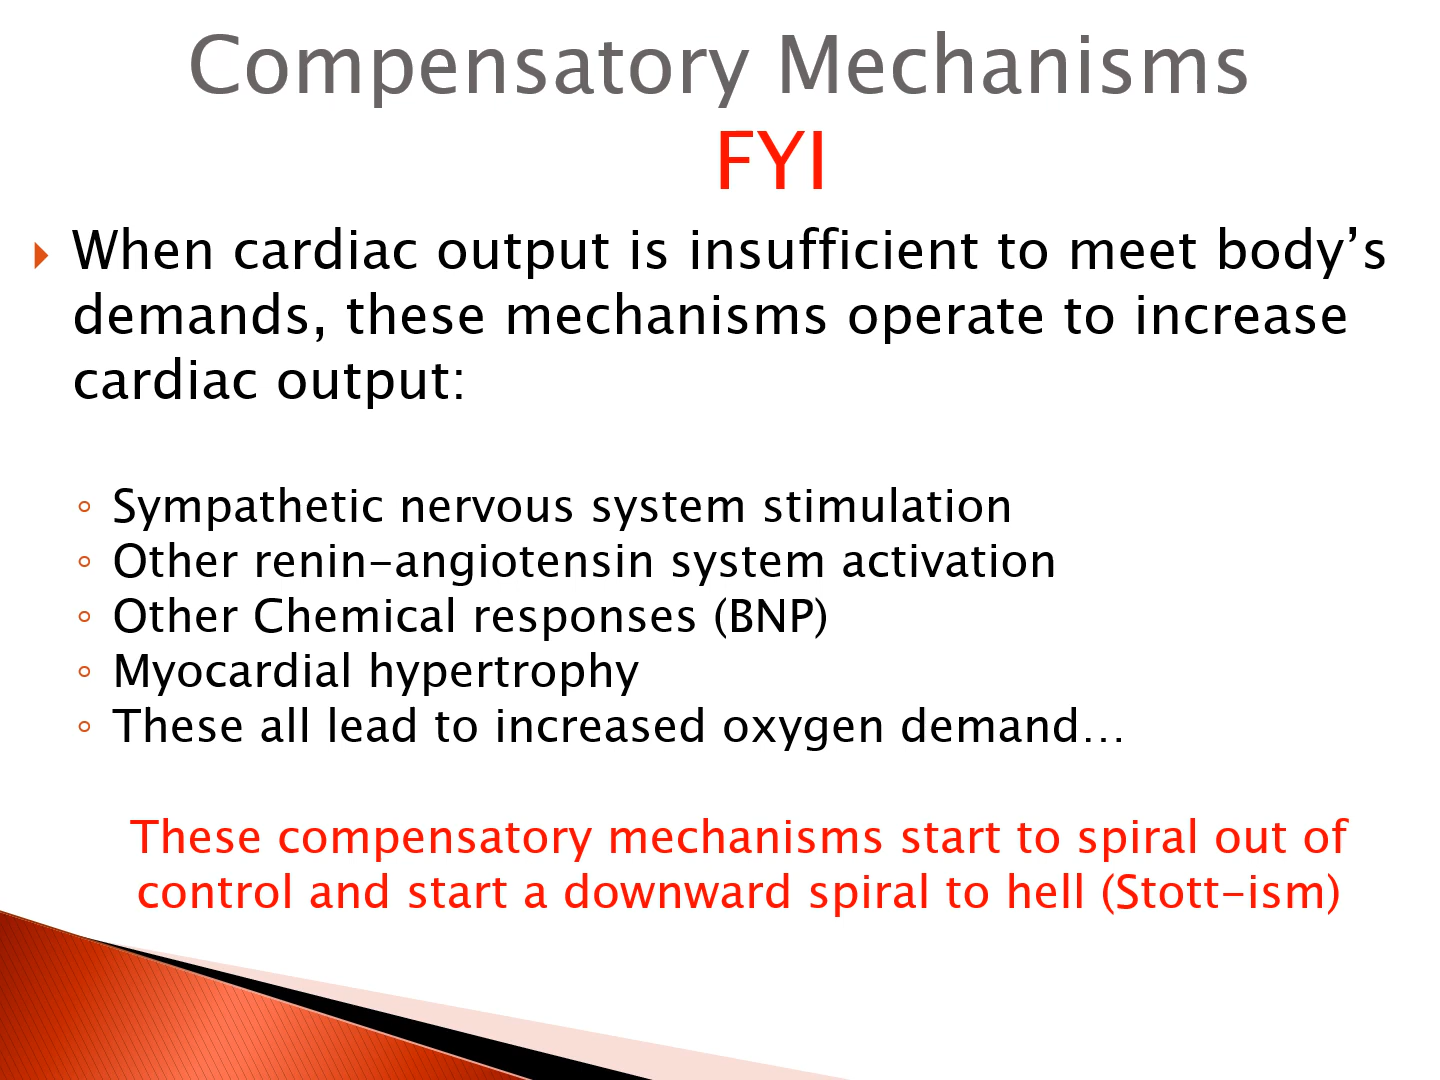 Compensatory Mechanisms
FYI
When cardiac output is insufficient to meet body’s
demands, these mechanisms operate to increase
cardiac output:
Sympathetic nervous system stimulation
Other renin-angiotensin system activation
Other Chemical responses (BNP)
Myocardial hypertrophy
These all lead to increased oxygen demand…
These compensatory mechanisms start to spiral out of
control and start a downward spiral to hell (Stott-ism)